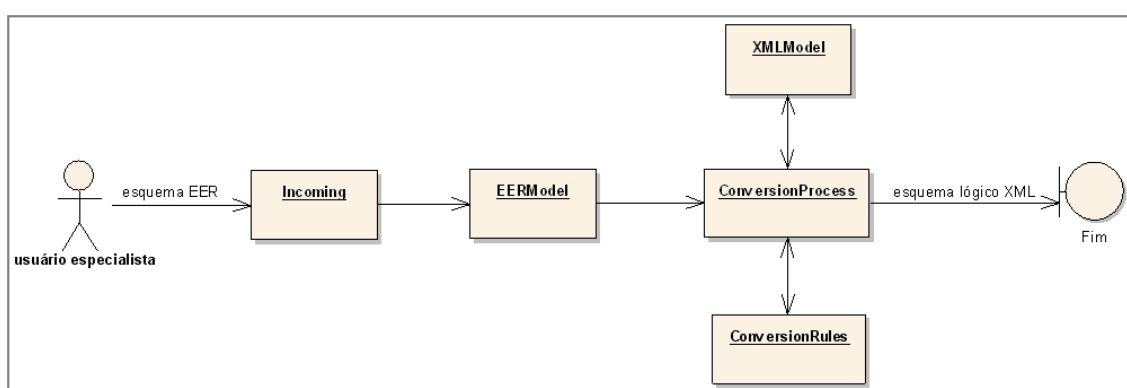 XMLModel
esquema EER
Incoming
EERModel
ConversionProcess
esquema lógico XML
Fim
usuário especialista
ConversionRules